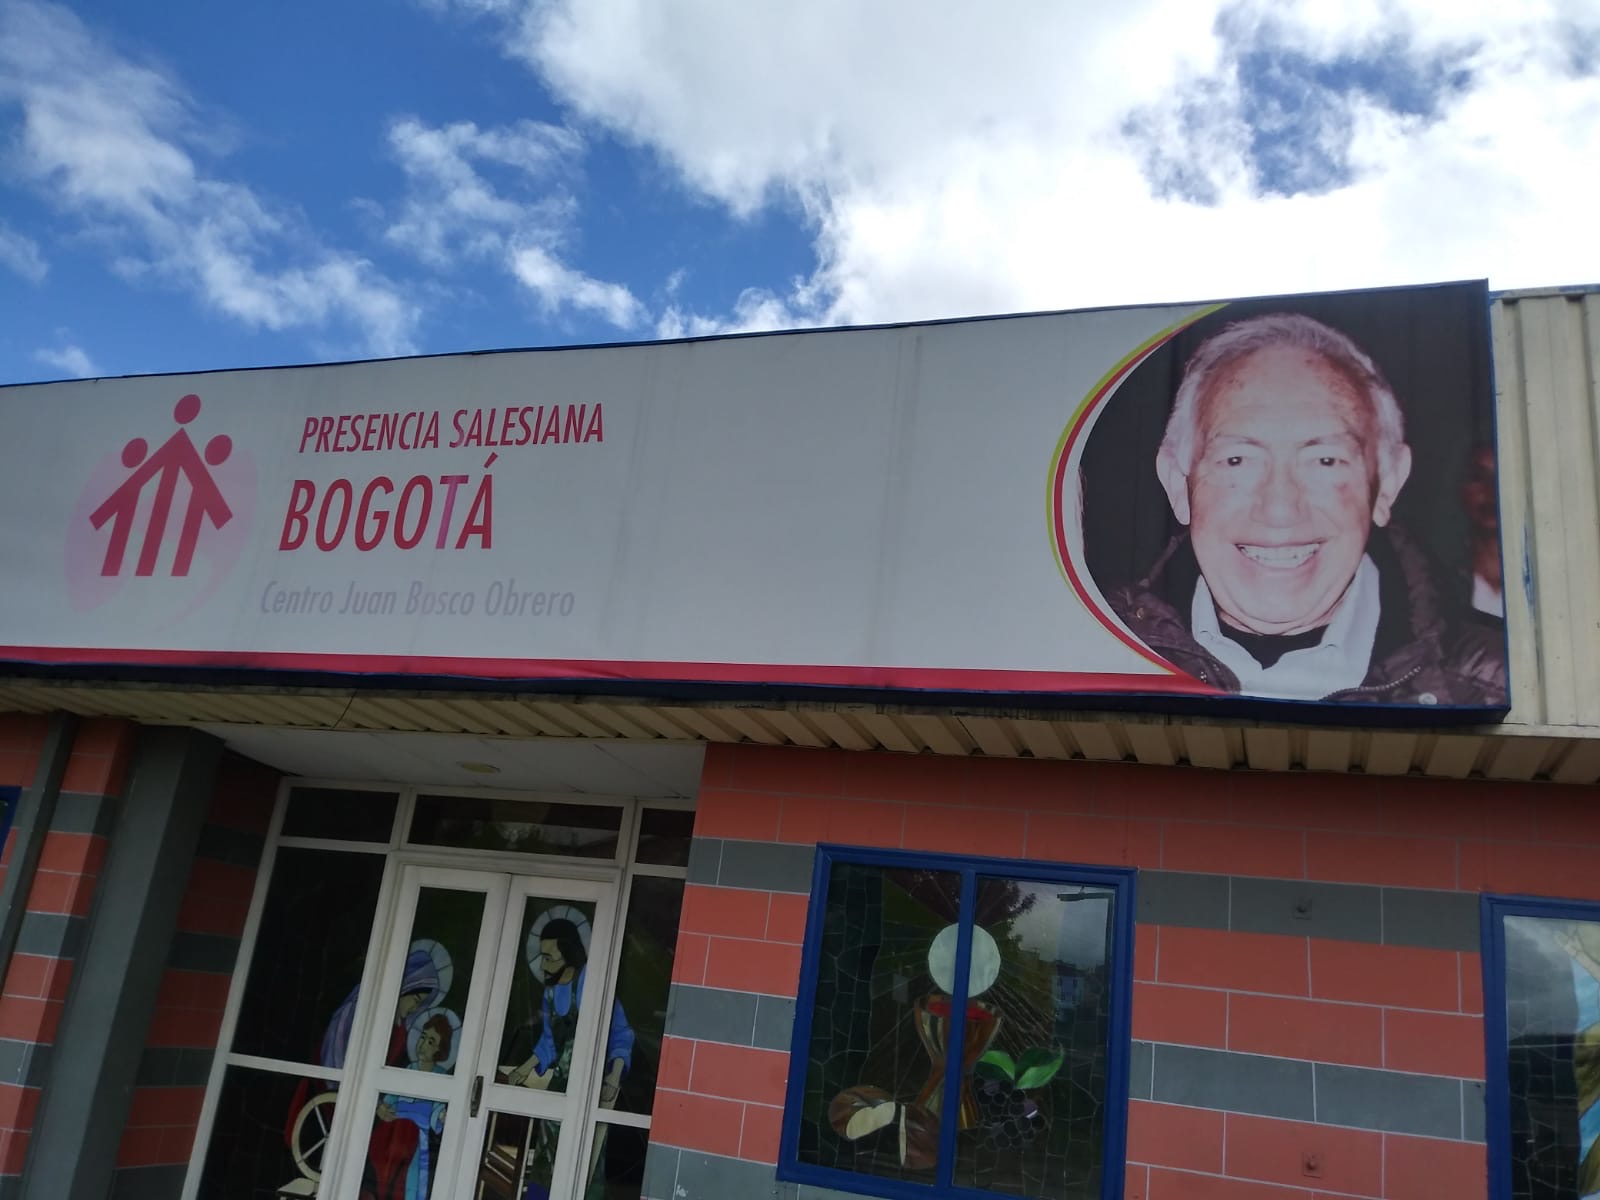 PRESENCIA SALESIANA
BOGOTÁ
Centro Juan Bosco Obrero